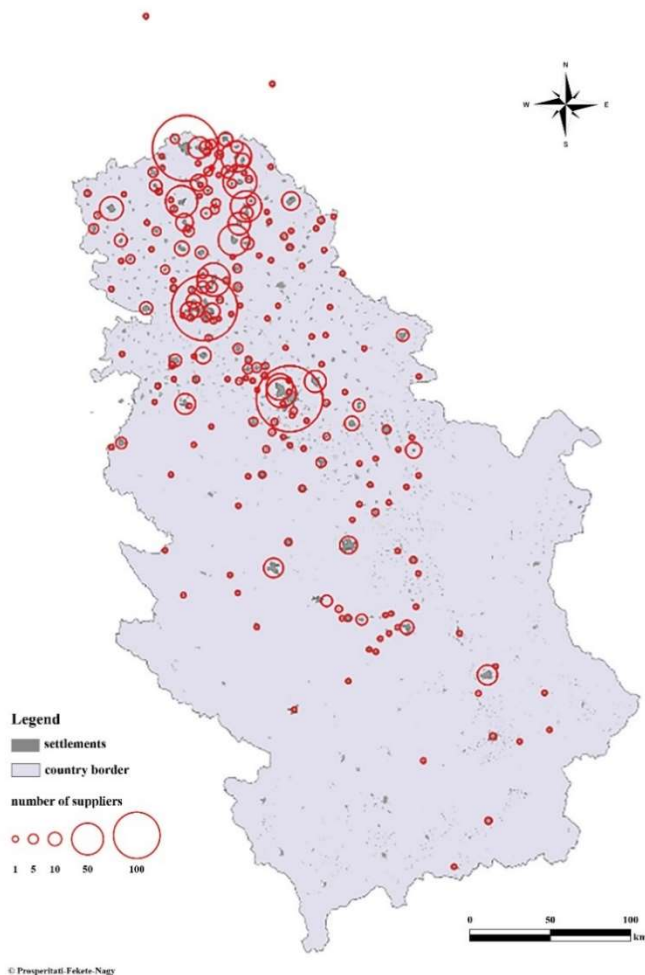 N
W E
S
Legend
settlements
country border
number of suppliers
1 5 10 50 100
0 50 100
km
© Prosperitati-Fekete-Nagy